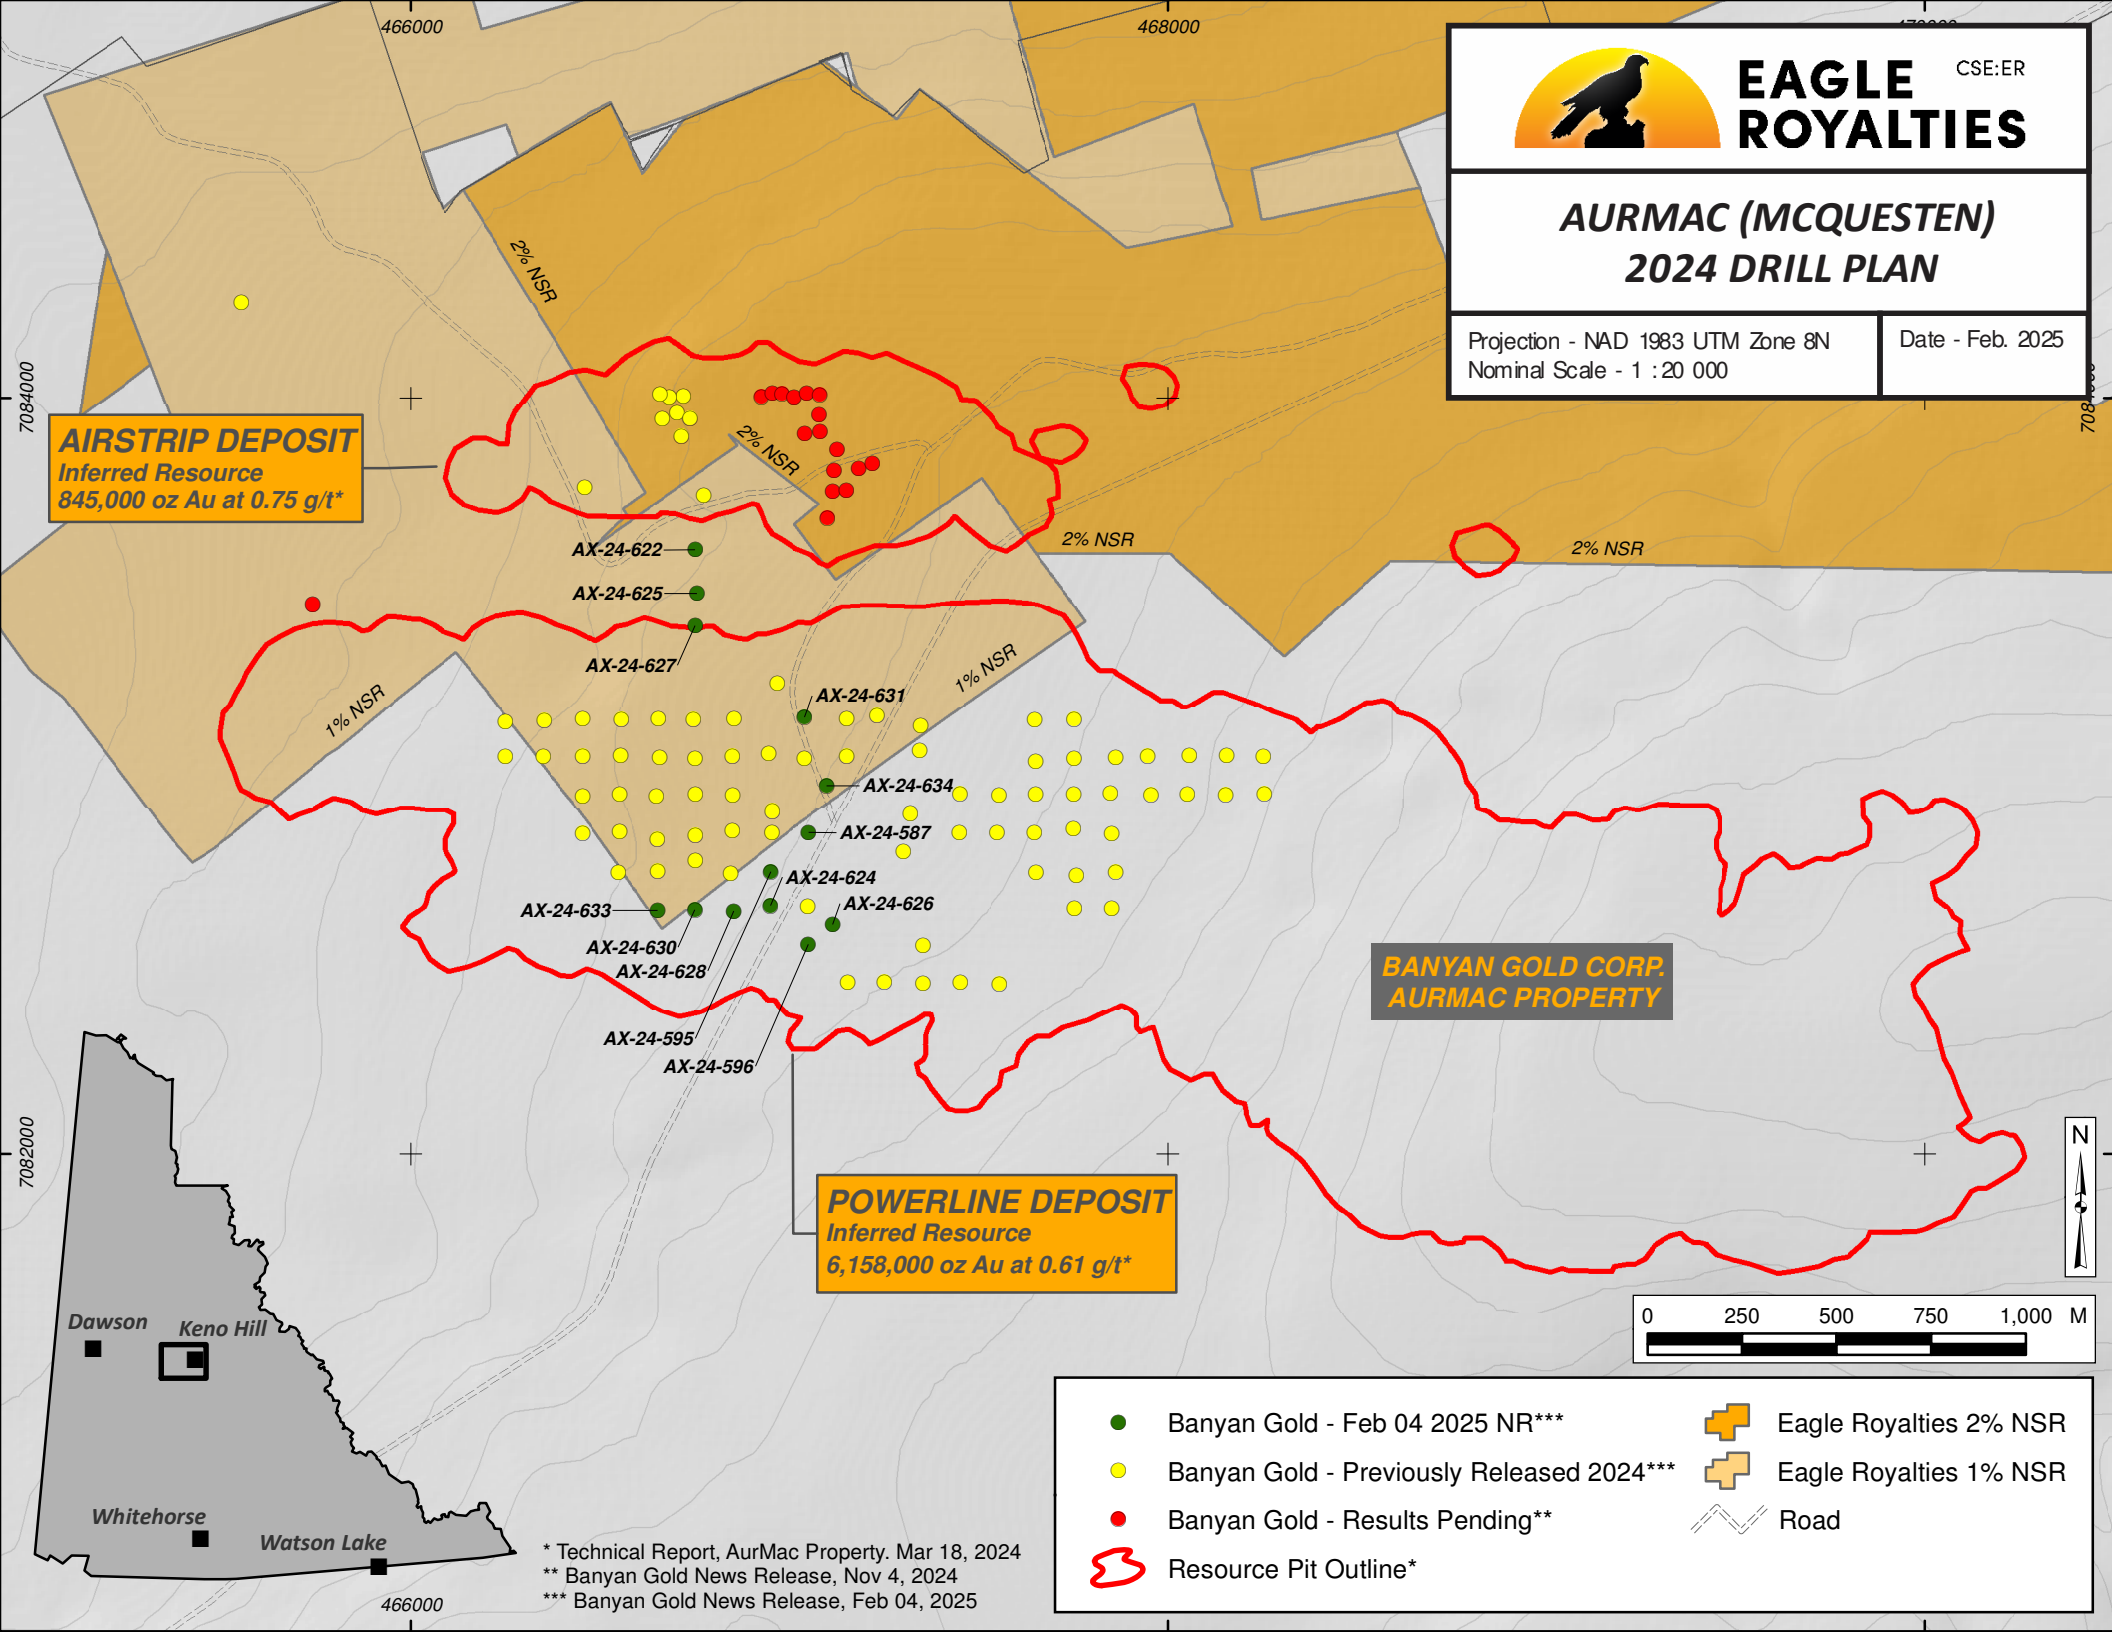 466000
468000
EAGLE
ROYALTIES
CSE:ER
AURMAC (MCQUESTEN)
2024 DRILL PLAN
Projection - NAD 1983 UTM Zone 8N
Nominal Scale - 1 : 20 000
Date - Feb. 2025
7084000
2% NSR
AIRSTRIP DEPOSIT
Inferred Resource
845,000 oz Au at 0.75 g/t*
2% NSR
2% NSR
2% NSR
AX-24-622
AX-24-625
AX-24-627
1% NSR
1% NSR
AX-24-631
AX-24-634
AX-24-587
AX-24-624
AX-24-626
AX-24-633
AX-24-630
AX-24-628
AX-24-595
AX-24-596
BANYAN GOLD CORP.
AURMAC PROPERTY
7082000
N
POWERLINE DEPOSIT
Inferred Resource
6,158,000 oz Au at 0.61 g/t*
0 250 500 750 1,000 M
Dawson
Keno Hill
Whitehorse
Watson Lake
Banyan Gold - Feb 04 2025 NR***
Banyan Gold - Previously Released 2024***
Banyan Gold - Results Pending**
Resource Pit Outline*
Eagle Royalties 2% NSR
Eagle Royalties 1% NSR
Road
* Technical Report, AurMac Property. Mar 18, 2024
** Banyan Gold News Release, Nov 4, 2024
*** Banyan Gold News Release, Feb 04, 2025
466000